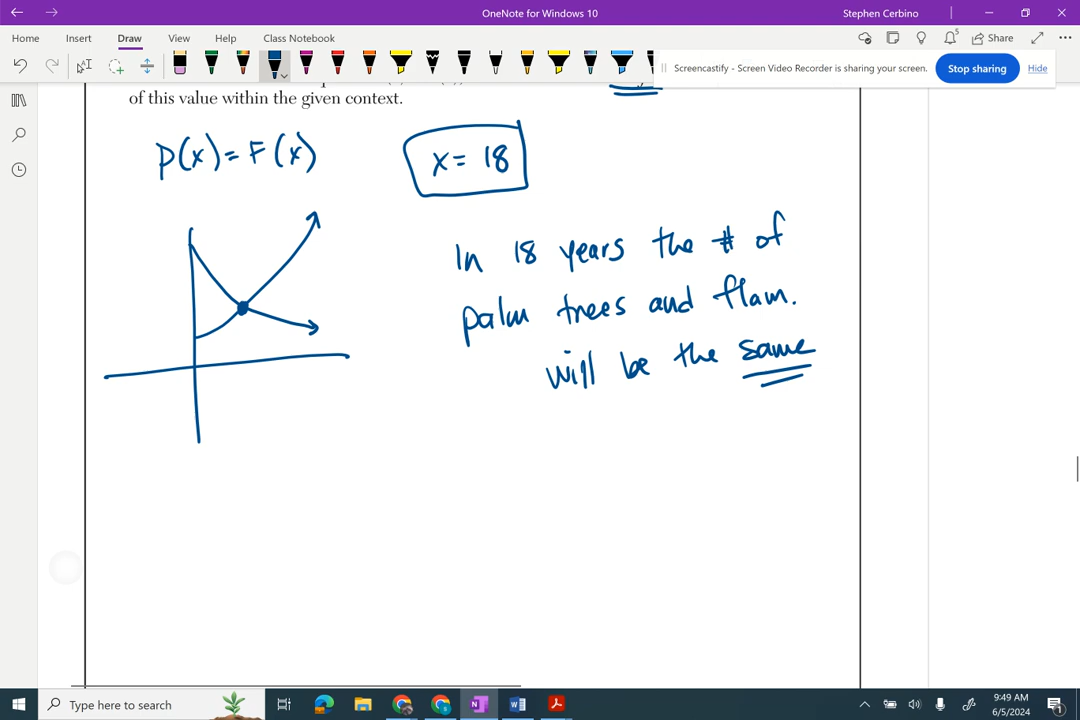 OneNote for Windows 10
Stephen Cerbino
Home Insert Draw View Help Class Notebook
5
Share
Screencastify - Screen Video Recorder is sharing your screen.
Stop sharing
Hide
of this value within the given context.
P(x) = F(x)
x = 18
In 18 years the # of
palm trees and flam.
will be the same
Type here to search
9:49 AM
6/5/2024
1